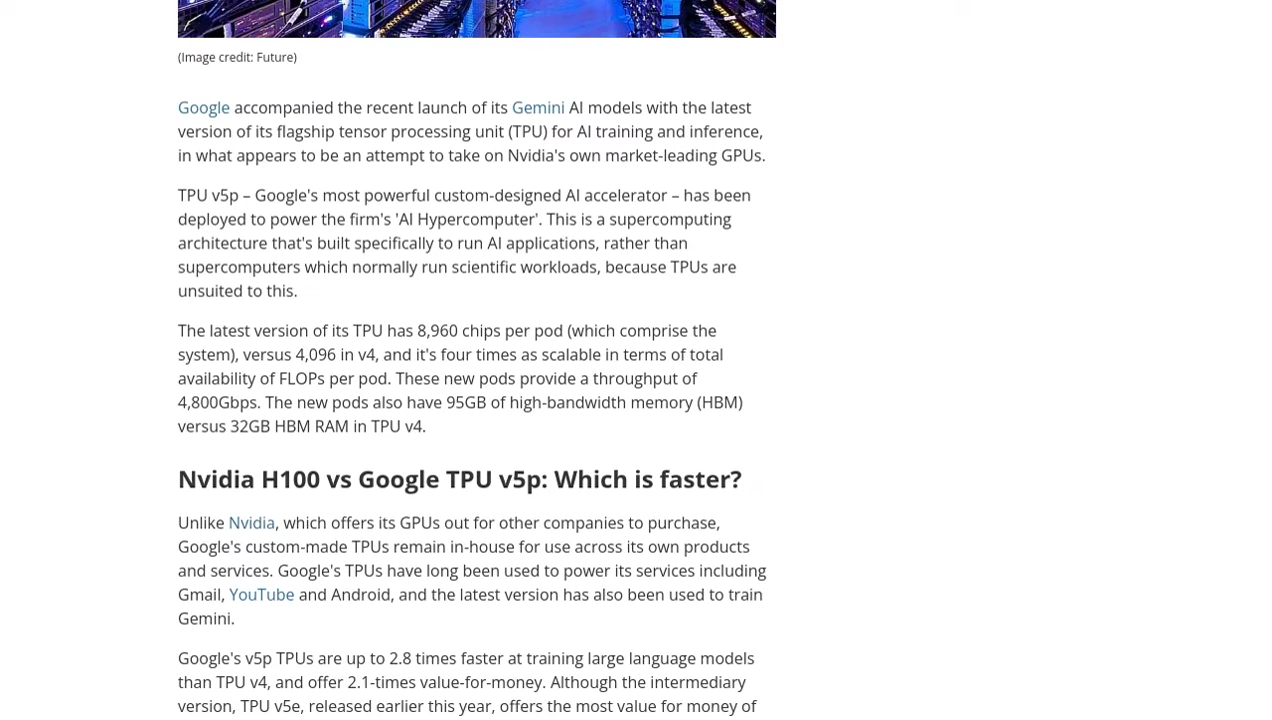 (Image credit: Future)
Google accompanied the recent launch of its Gemini AI models with the latest
version of its flagship tensor processing unit (TPU) for AI training and inference,
in what appears to be an attempt to take on Nvidia's own market-leading GPUs.
TPU v5p – Google's most powerful custom-designed AI accelerator – has been
deployed to power the firm's 'AI Hypercomputer'. This is a supercomputing
architecture that's built specifically to run AI applications, rather than
supercomputers which normally run scientific workloads, because TPUs are
unsuited to this.
The latest version of its TPU has 8,960 chips per pod (which comprise the
system), versus 4,096 in v4, and it's four times as scalable in terms of total
availability of FLOPs per pod. These new pods provide a throughput of
4,800Gbps. The new pods also have 95GB of high-bandwidth memory (HBM)
versus 32GB HBM RAM in TPU v4.
Nvidia H100 vs Google TPU v5p: Which is faster?
Unlike Nvidia, which offers its GPUs out for other companies to purchase,
Google's custom-made TPUs remain in-house for use across its own products
and services. Google's TPUs have long been used to power its services including
Gmail, YouTube and Android, and the latest version has also been used to train
Gemini.
Google's v5p TPUs are up to 2.8 times faster at training large language models
than TPU v4, and offer 2.1-times value-for-money. Although the intermediary
version, TPU v5e, released earlier this year, offers the most value for money of